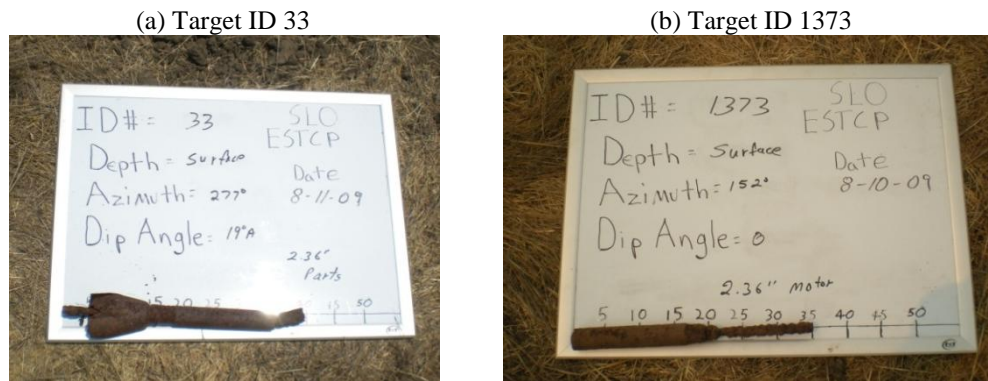 (a) Target ID 33
ID# = 33
SLO
ESTCP
Depth = Surface
Date
Azimuth = 277°
8-11-09
Dip Angle = 19°A
2.36"
Parts
15 20 25 35 50
(b) Target ID 1373
ID# = 1373
SLO
ESTCP
Depth = Surface
Date
Azimuth = 152°
8-10-09
Dip Angle = 0
2.36" motor
5 10 15 20 25 30 35 40 45 50